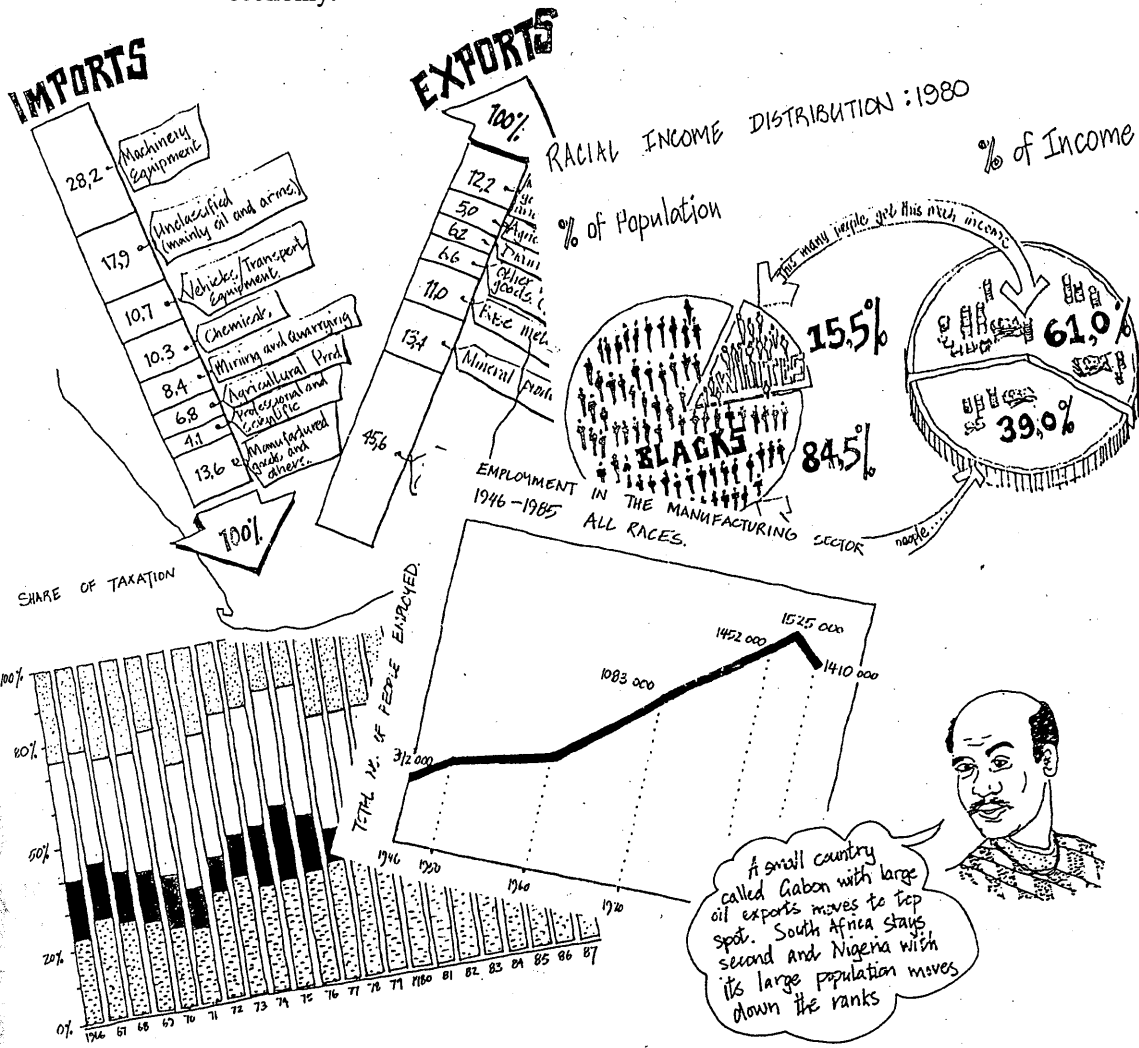 economy.
IMPORTS
28,2
Machinery
Equipment
17,9
Unclassified
(mainly oil and arms.)
10.7
Vehicles/Transport
Equipment
10.3
Chemicals,
8,4
Mining and Quarrying
6,8
Agricultural Prod
4,1
Professional and
Scientific
13,6
Manufactured
goods and
others..
100%
EXPORTS
100%
12,2
5,0
6,2
6.6
Other
goods.
11,0
13,4
Mineral
45,6
RACIAL INCOME DISTRIBUTION : 1980
% of Population
% of Income
This many people get this much income
15,5%
61,0%
BLACKS
84,5%
39,0%
people...
EMPLOYMENT IN THE MANUFACTURING SECTOR
1946 – 1985 ALL RACES.
TOTAL No. OF PEOPLE EMPLOYED.
312 000
1083 000
1452 000
1525 000
1410 000
1946
1950
1960
1970
SHARE OF TAXATION
100%
80%
50%
20%
0%
1966 67 68 69 70 71 72 73 74 75 76 77 78 79 1980 81 82 83 84 85 86 87
A small country
called Gabon with large
oil exports moves to top
spot. South Africa stays
second and Nigeria with
its large population moves
down the ranks